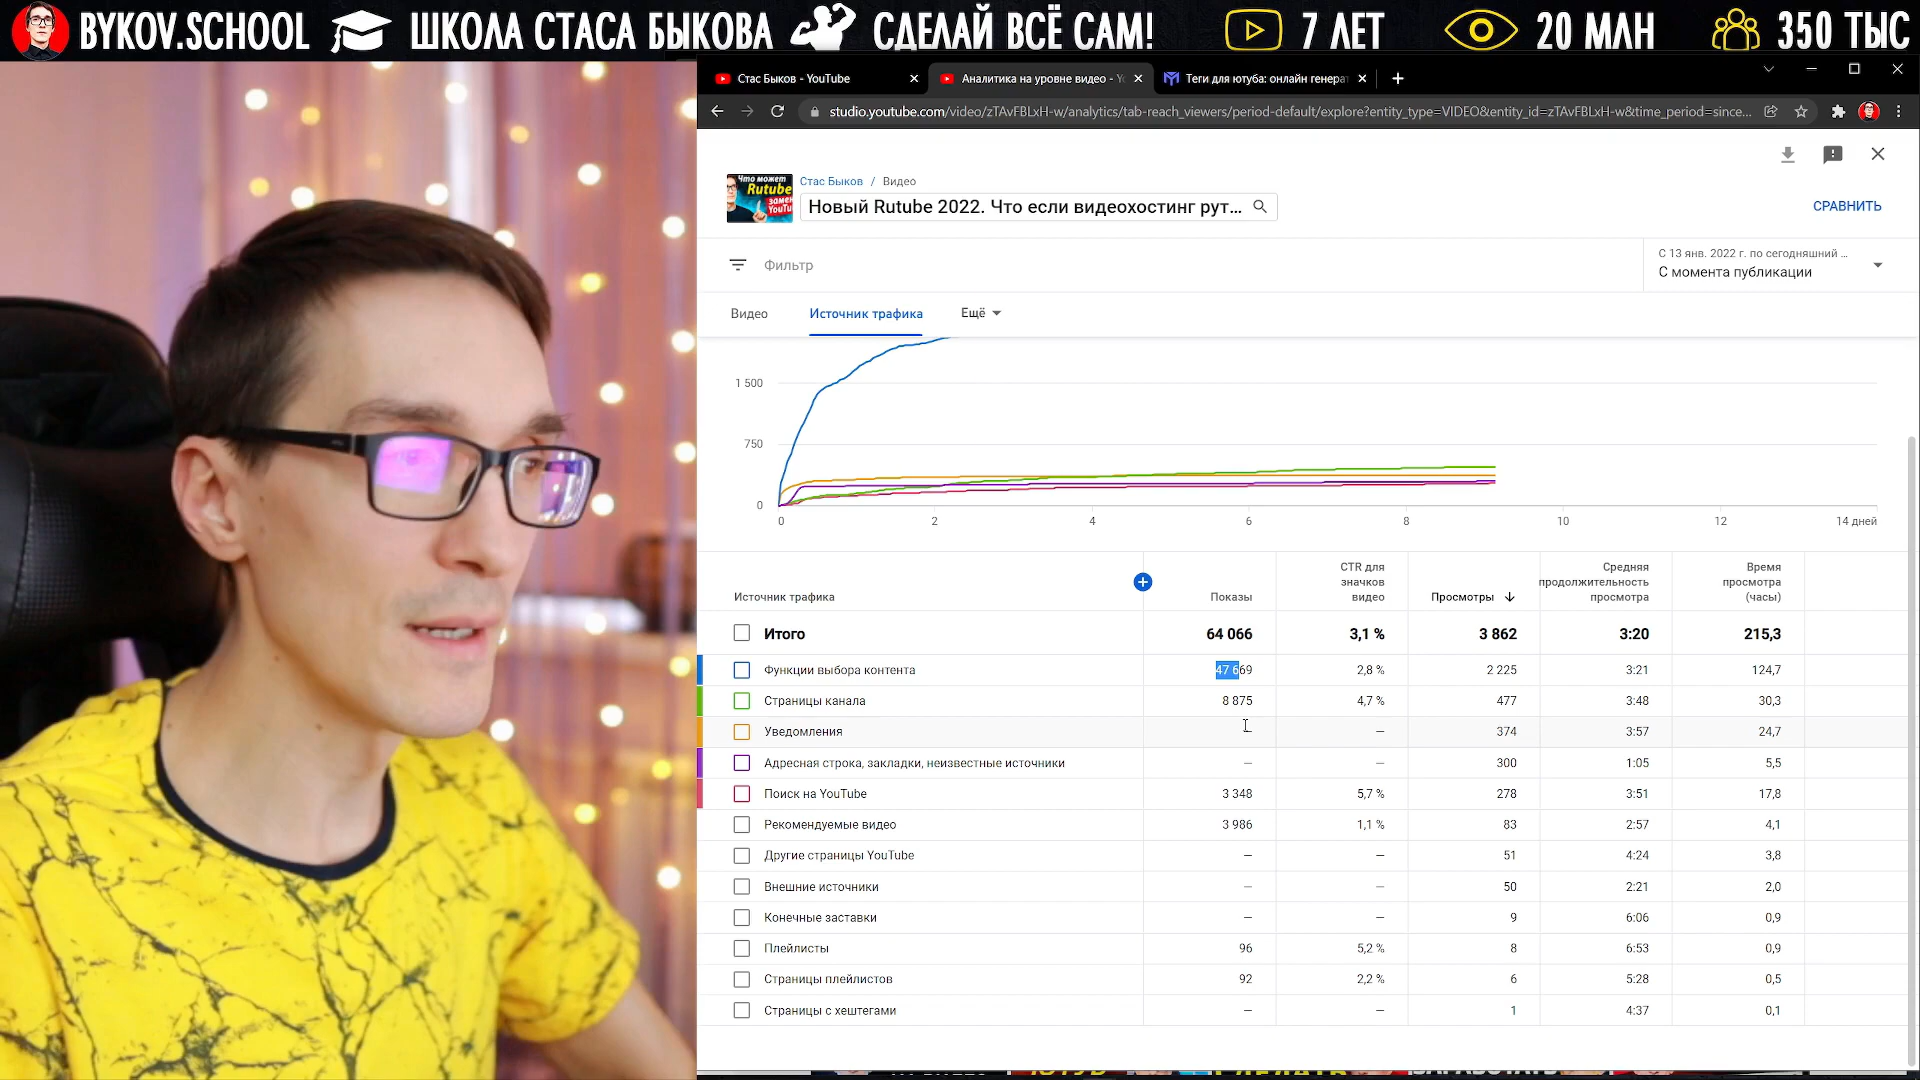 BYKOV.SCHOOL ШКОЛА СТАСА БЫКОВА СДЕЛАЙ ВСЁ САМ! 7 ЛЕТ 20 МЛН 350 ТЫС
Стас Быков - YouTube
Аналитика на уровне видео - Yo
Теги для ютуба: онлайн генерат
studio.youtube.com/video/zTAvFBLxH-w/analytics/tab-reach_viewers/period-default/explore?entity_type=VIDEO&entity_id=zTAvFBLxH-w&time_period=since...
Что может
Rutube
Стас Быков / Видео
Новый Rutube 2022. Что если видеохостинг рут...
СРАВНИТЬ
Фильтр
С 13 янв. 2022 г. по сегодняшний ...
С момента публикации
Видео Источник трафика Ещё
1 500
750
0
0 2 4 6 8 10 12 14 дней
Источник трафика Показы CTR для значков видео Просмотры Средняя продолжительность просмотра Время просмотра (часы)
Итого 64 066 3,1 % 3 862 3:20 215,3
Функции выбора контента 47 669 2,8 % 2 225 3:21 124,7
Страницы канала 8 875 4,7 % 477 3:48 30,3
Уведомления — — 374 3:57 24,7
Адресная строка, закладки, неизвестные источники — — 300 1:05 5,5
Поиск на YouTube 3 348 5,7 % 278 3:51 17,8
Рекомендуемые видео 3 986 1,1 % 83 2:57 4,1
Другие страницы YouTube — — 51 4:24 3,8
Внешние источники — — 50 2:21 2,0
Конечные заставки — — 9 6:06 0,9
Плейлисты 96 5,2 % 8 6:53 0,9
Страницы плейлистов 92 2,2 % 6 5:28 0,5
Страницы с хештегами — — 1 4:37 0,1